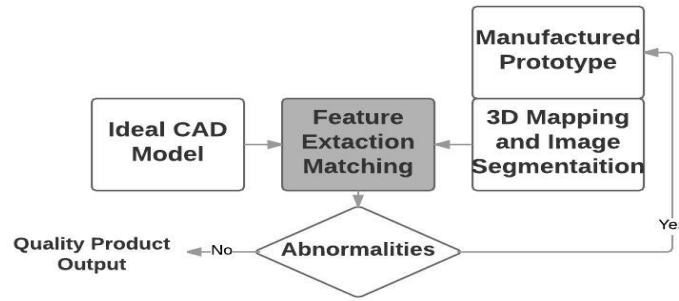 Manufactured
Prototype
Ideal CAD
Model
Feature
Extaction
Matching
3D Mapping
and Image
Segmentaition
Abnormalities
No
Yes
Quality Product
Output